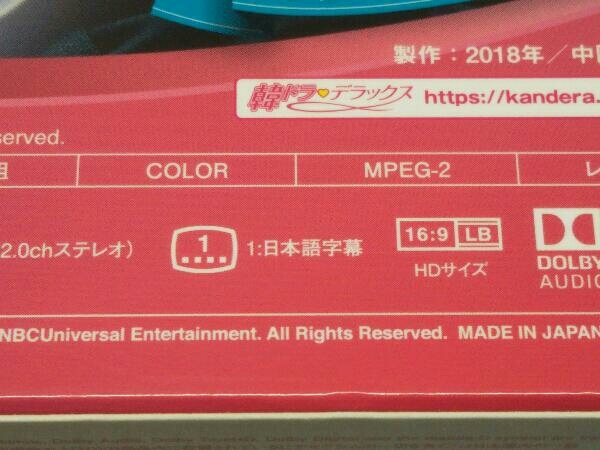 製作：2018年／中
韓ドラ デラックス https://kandera.
served.
COLOR MPEG-2 レ
2.0chステレオ) 1 1:日本語字幕 16:9 LB DOLBY AUDIO
HDサイズ
NBCUniversal Entertainment. All Rights Reserved. MADE IN JAPAN